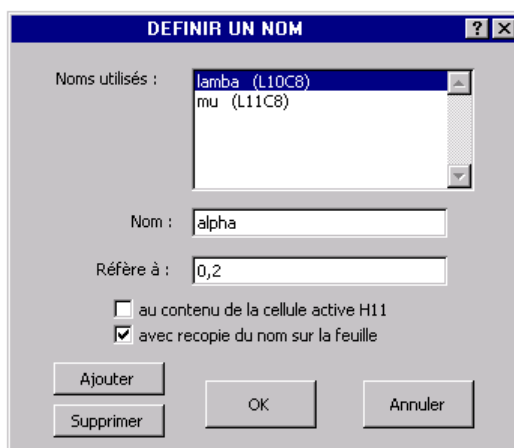 DEFINIR UN NOM
Noms utilisés :
lamba (L10C8)
mu (L11C8)
Nom : alpha
Réfère à : 0,2
au contenu de la cellule active H11
avec recopie du nom sur la feuille
Ajouter
Supprimer
OK
Annuler